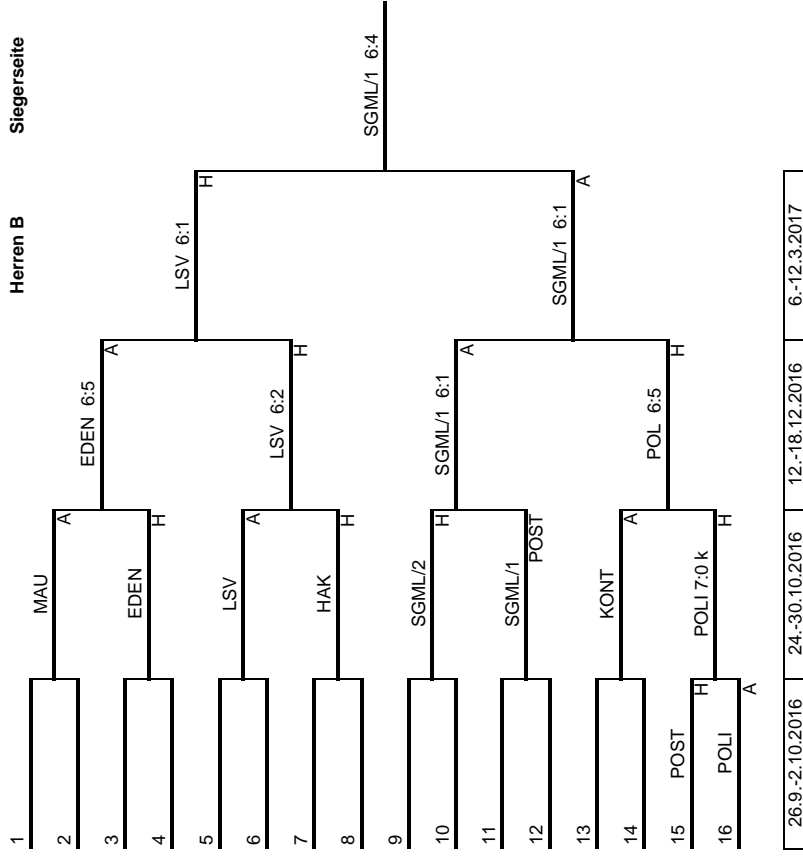 Herren B Siegerseite
1
2
3
4
5
6
7
8
9
10
11
12
13
14
15
16
POST
POLI
H
A
MAU
EDEN
LSV
HAK
SGML/2
SGML/1
POST
KONT
POLI 7:0 k
A
H
A
H
H
A
H
EDEN 6:5
LSV 6:2
SGML/1 6:1
POL 6:5
A
H
A
H
LSV 6:1
SGML/1 6:1
H
A
SGML/1 6:4
26.9.-2.10.2016 24.-30.10.2016 12.-18.12.2016 6.-12.3.2017